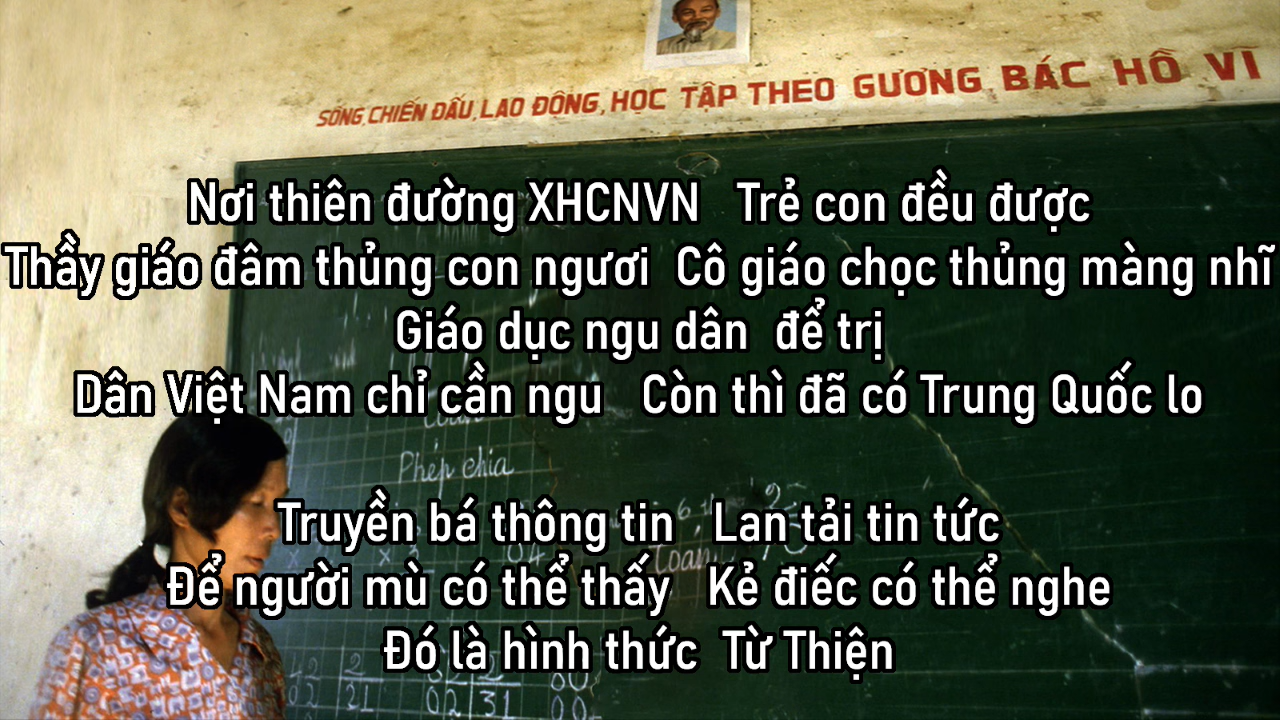 SỐNG, CHIẾN ĐẤU, LAO ĐỘNG, HỌC TẬP THEO GƯƠNG BÁC HỒ VĨ
Nơi thiên đường XHCNVN Trẻ con đều được
Thầy giáo đâm thủng con ngươi Cô giáo chọc thủng màng nhĩ
Giáo dục ngu dân để trị
Dân Việt Nam chỉ cần ngu Còn thì đã có Trung Quốc lo
Toán
Phép chia
Truyền bá thông tin Lan tải tin tức
Để người mù có thể thấy Kẻ điếc có thể nghe
Đó là hình thức Từ Thiện